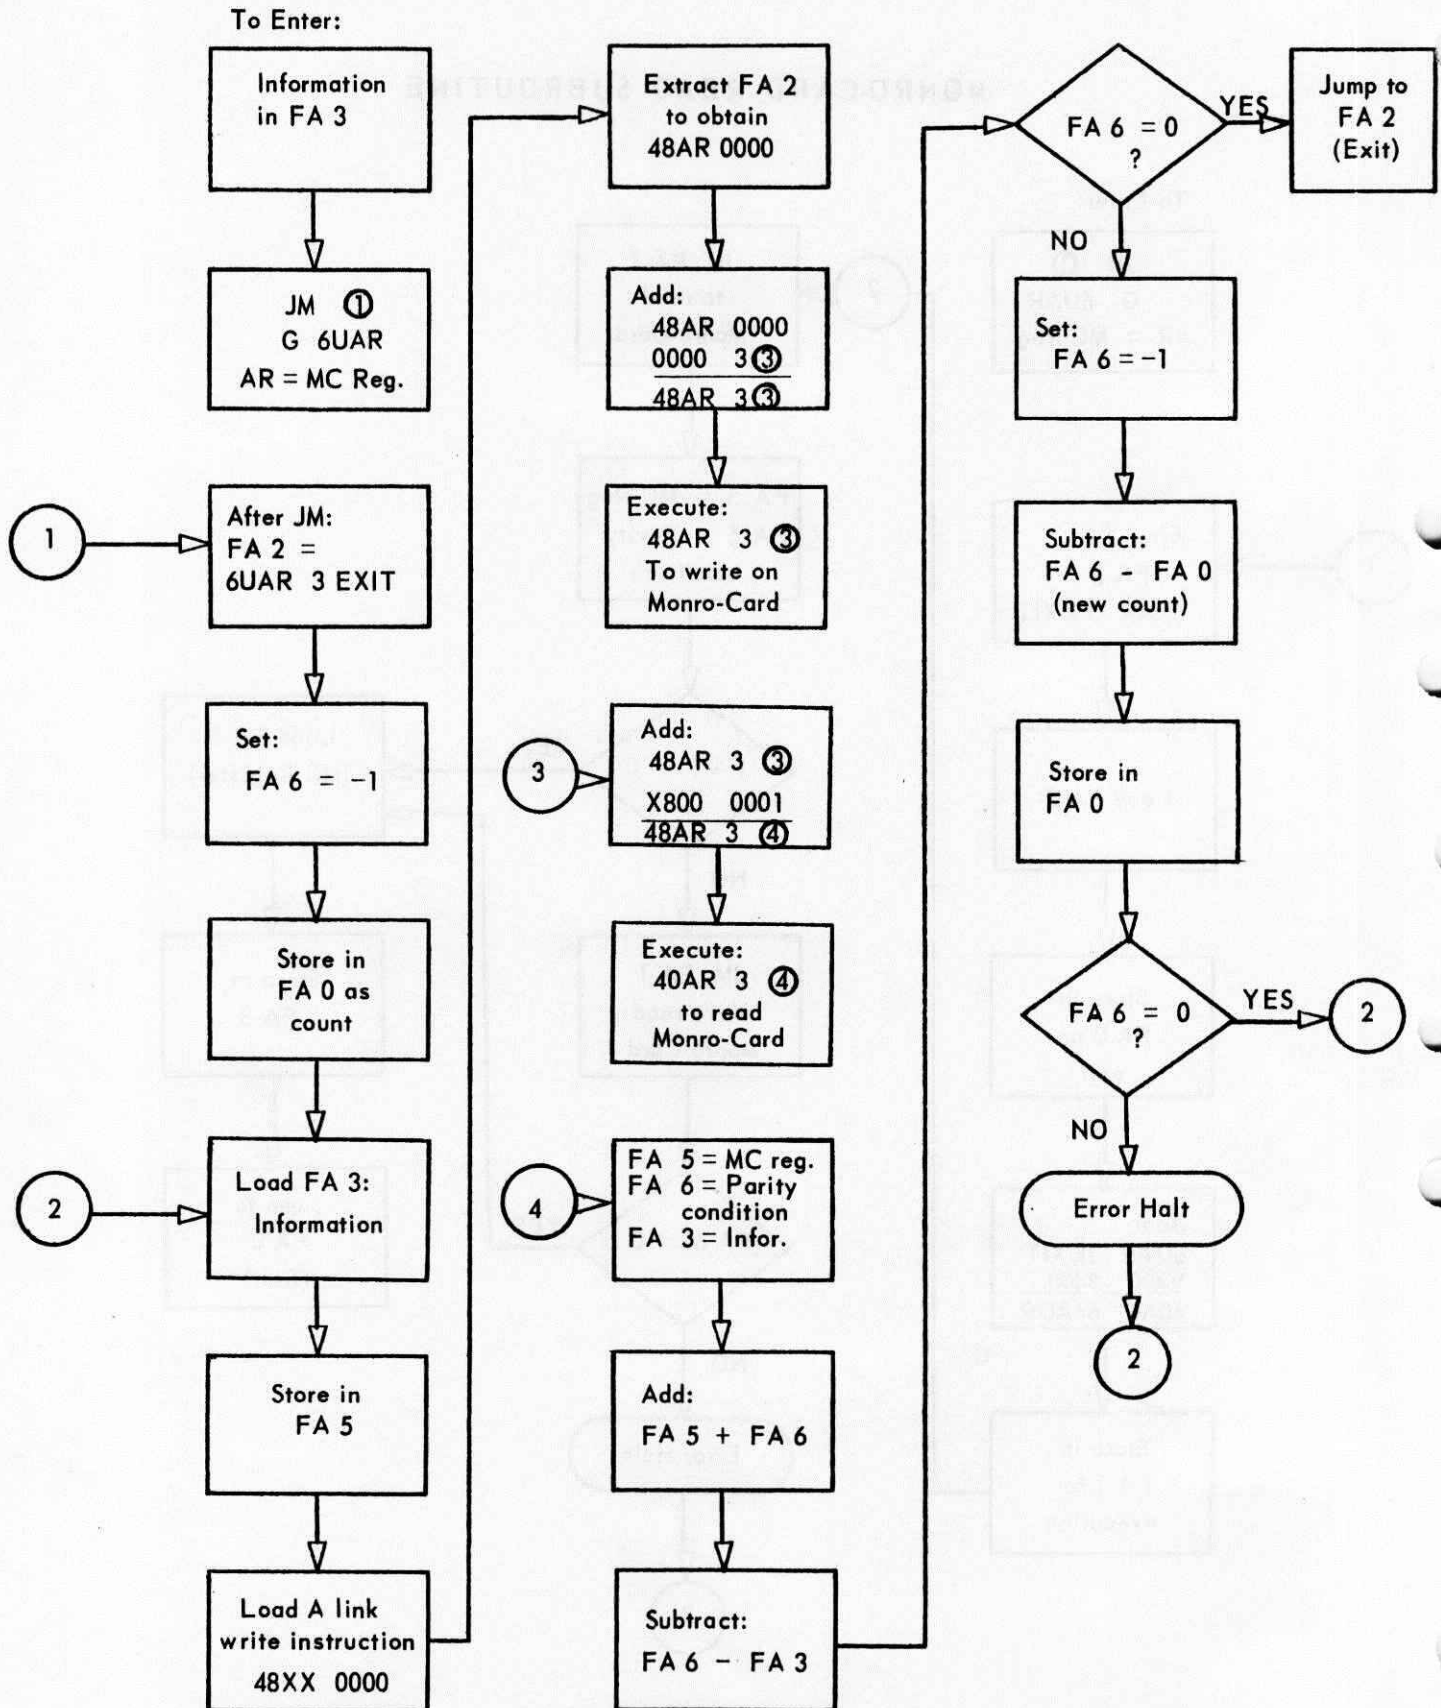 To Enter:
Information
in FA 3
JM ①
G 6UAR
AR = MC Reg.
1
After JM:
FA 2 =
6UAR 3 EXIT
Set:
FA 6 = -1
Store in
FA 0 as
count
2
Load FA 3:
Information
Store in
FA 5
Load A link
write instruction
48XX 0000
Extract FA 2
to obtain
48AR 0000
Add:
48AR 0000
0000 3③
48AR 3③
Execute:
48AR 3 ③
To write on
Monro-Card
3
Add:
48AR 3 ③
X800 0001
48AR 3 ④
Execute:
40AR 3 ④
to read
Monro-Card
4
FA 5 = MC reg.
FA 6 = Parity
condition
FA 3 = Infor.
Add:
FA 5 + FA 6
Subtract:
FA 6 - FA 3
FA 6 = 0
?
YES
Jump to
FA 2
(Exit)
NO
Set:
FA 6 = -1
Subtract:
FA 6 - FA 0
(new count)
Store in
FA 0
FA 6 = 0
?
YES
2
NO
Error Halt
2